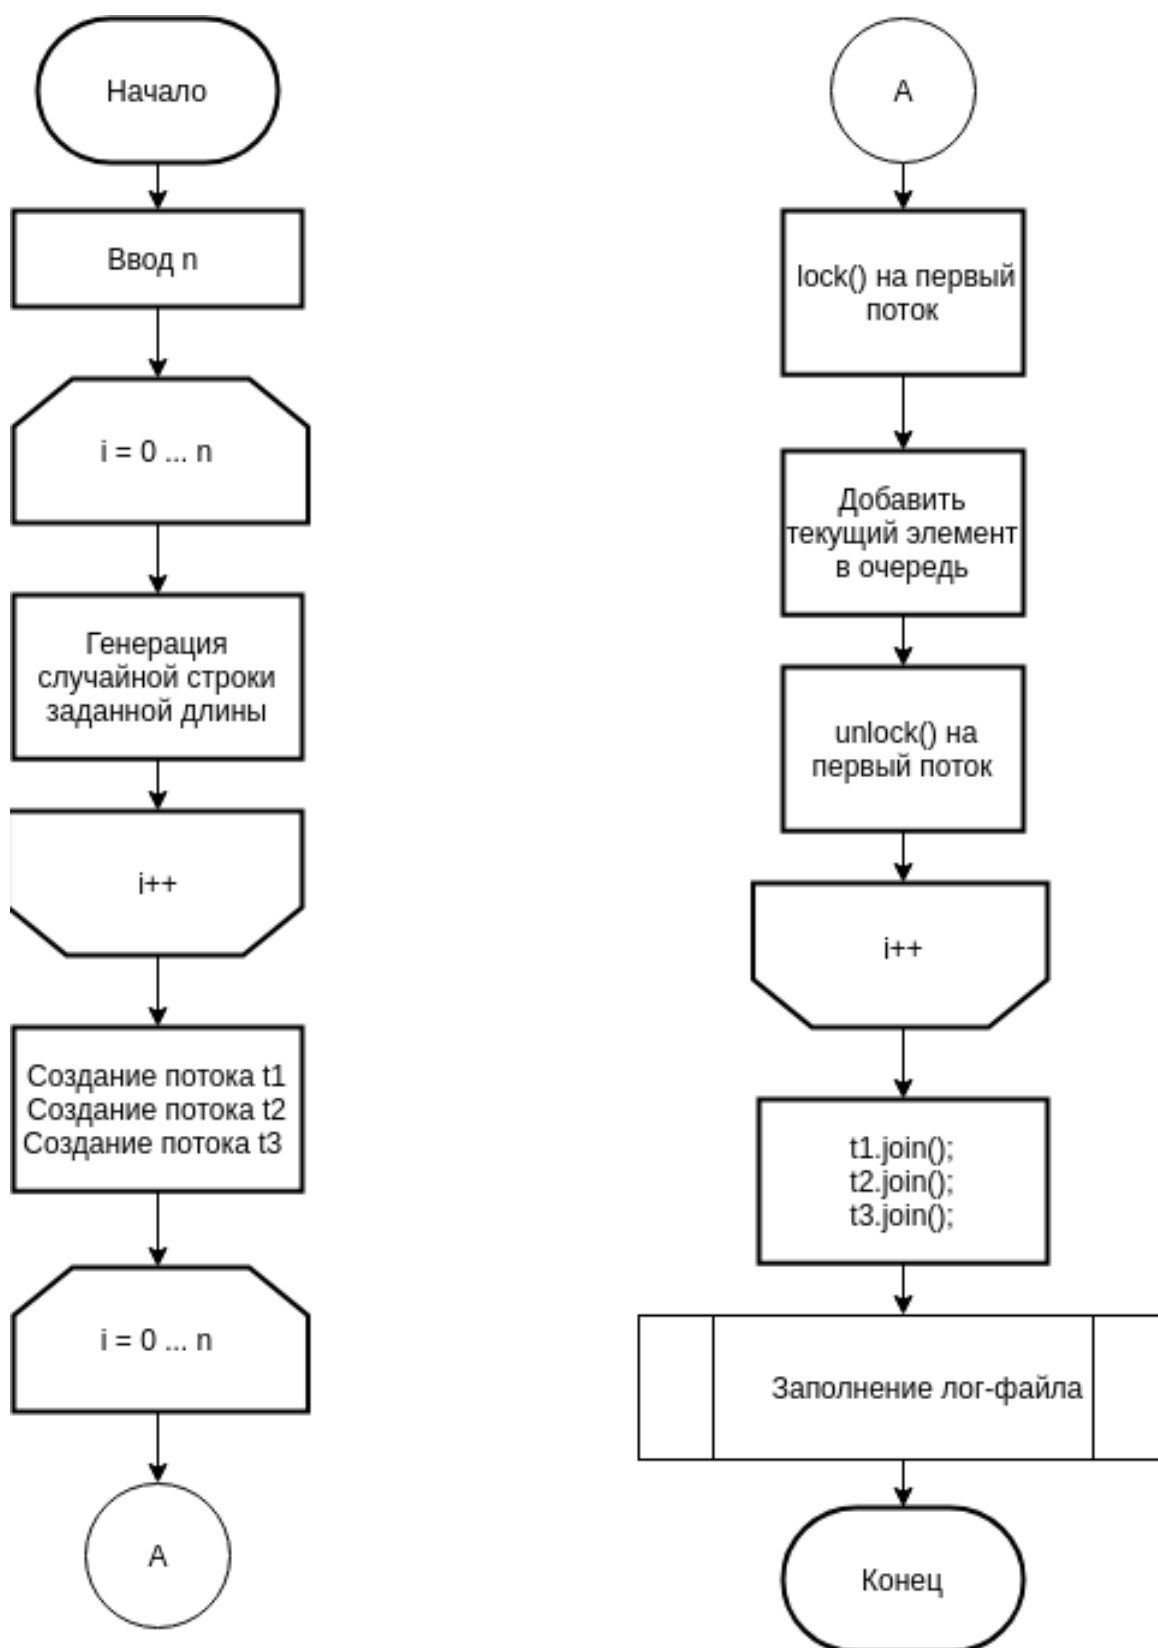 Начало
Ввод n
i = 0 ... n
Генерация
случайной строки
заданной длины
i++
Создание потока t1
Создание потока t2
Создание потока t3
i = 0 ... n
A
A
lock() на первый
поток
Добавить
текущий элемент
в очередь
unlock() на
первый поток
i++
t1.join();
t2.join();
t3.join();
Заполнение лог-файла
Конец